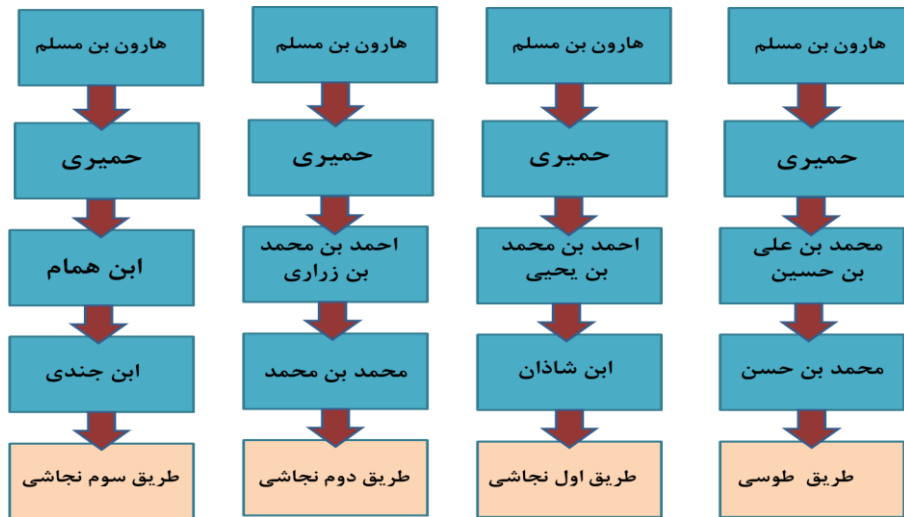 هارون بن مسلم
حمیری
محمد بن علی
بن حسین
محمد بن حسن
طریق طوسی
هارون بن مسلم
حمیری
احمد بن محمد
بن یحیی
ابن شاذان
طریق اول نجاشی
هارون بن مسلم
حمیری
احمد بن محمد
بن زراری
محمد بن محمد
طریق دوم نجاشی
هارون بن مسلم
حمیری
ابن همام
ابن جندی
طریق سوم نجاشی